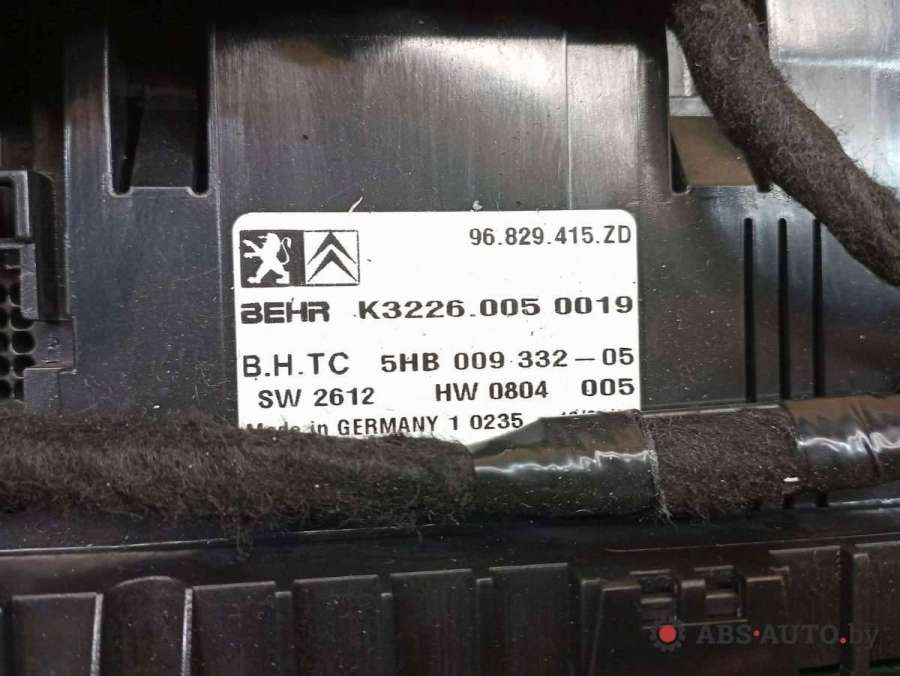 96.829.415.ZD
BEHR K3226.005 0019
B.H.TC 5HB 009 332-05
SW 2612 HW 0804 005
Made in GERMANY 1 0235
ABS-AUTO.by